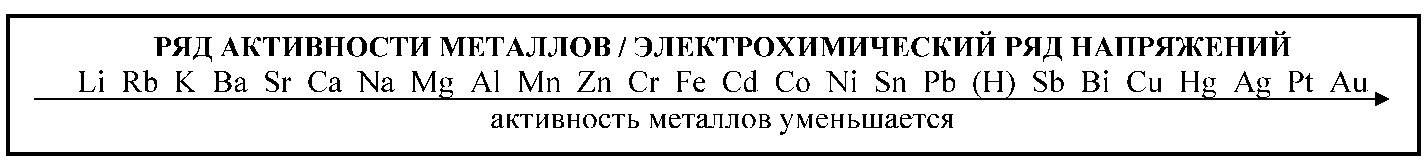 РЯД АКТИВНОСТИ МЕТАЛЛОВ / ЭЛЕКТРОХИМИЧЕСКИЙ РЯД НАПРЯЖЕНИЙ
Li Rb K Ba Sr Ca Na Mg Al Mn Zn Cr Fe Cd Co Ni Sn Pb (H) Sb Bi Cu Hg Ag Pt Au
активность металлов уменьшается